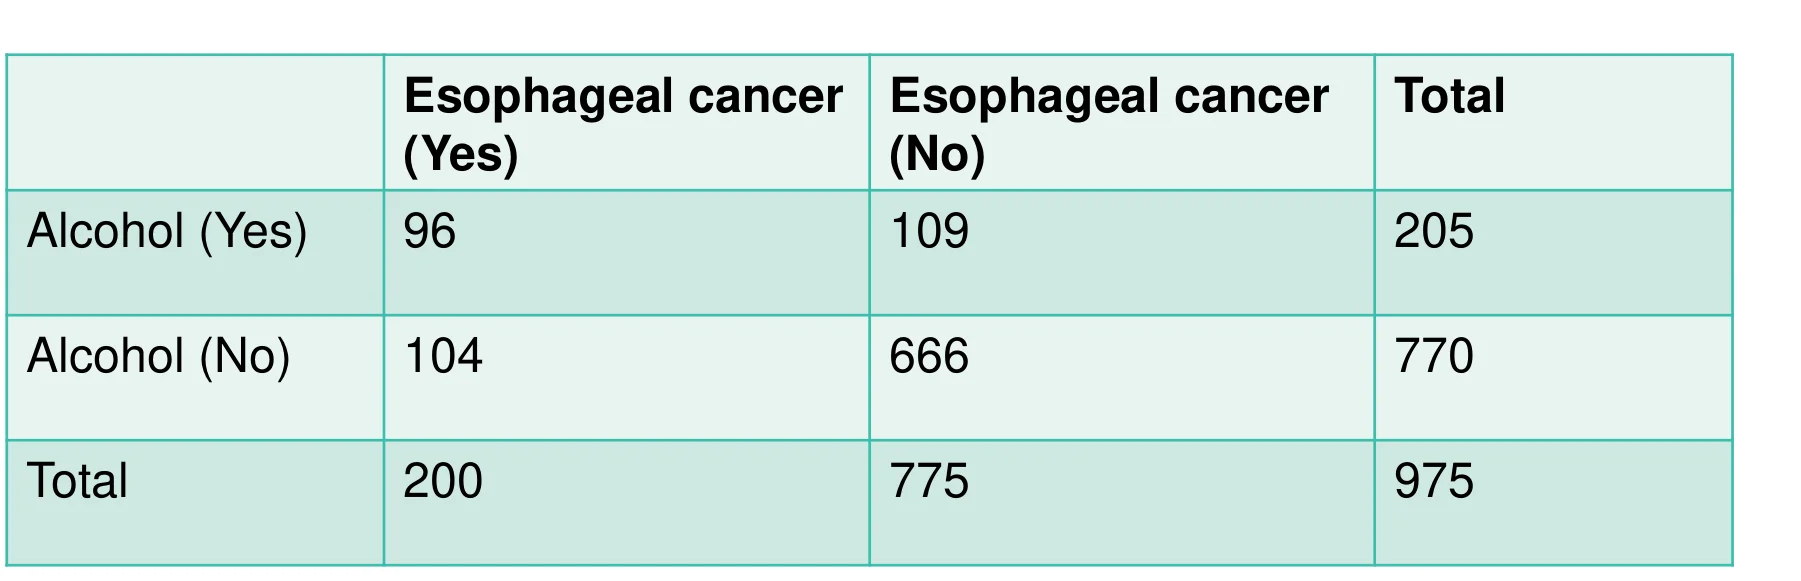 Esophageal cancer (Yes) Esophageal cancer (No) Total
Alcohol (Yes) 96 109 205
Alcohol (No) 104 666 770
Total 200 775 975